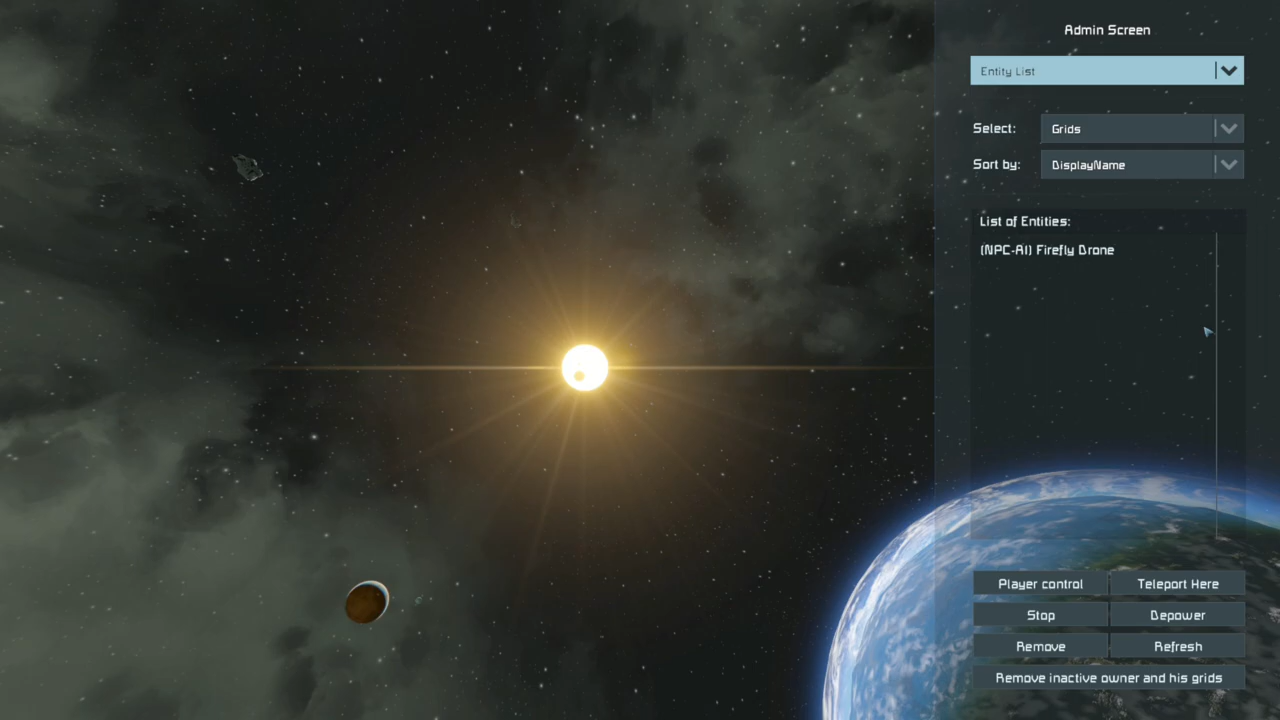 Admin Screen
Entity List
Select: Grids
Sort by: DisplayName
List of Entities:
(NPC-AI) Firefly Drone
Player control Teleport Here
Stop Depower
Remove Refresh
Remove inactive owner and his grids